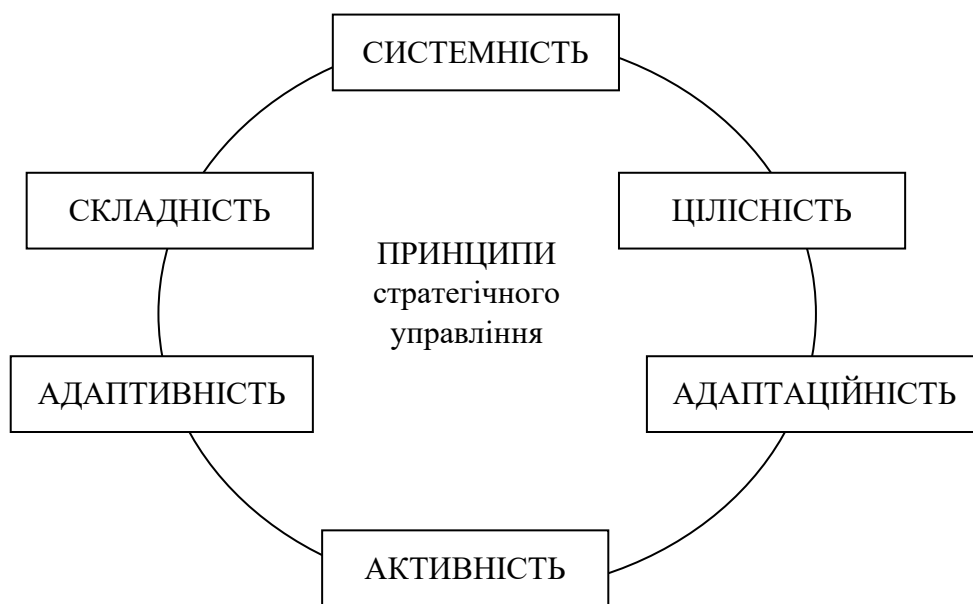 СИСТЕМНІСТЬ
СКЛАДНІСТЬ
ЦІЛІСНІСТЬ
ПРИНЦИПИ
стратегічного
управління
АДАПТИВНІСТЬ
АДАПТАЦІЙНІСТЬ
АКТИВНІСТЬ